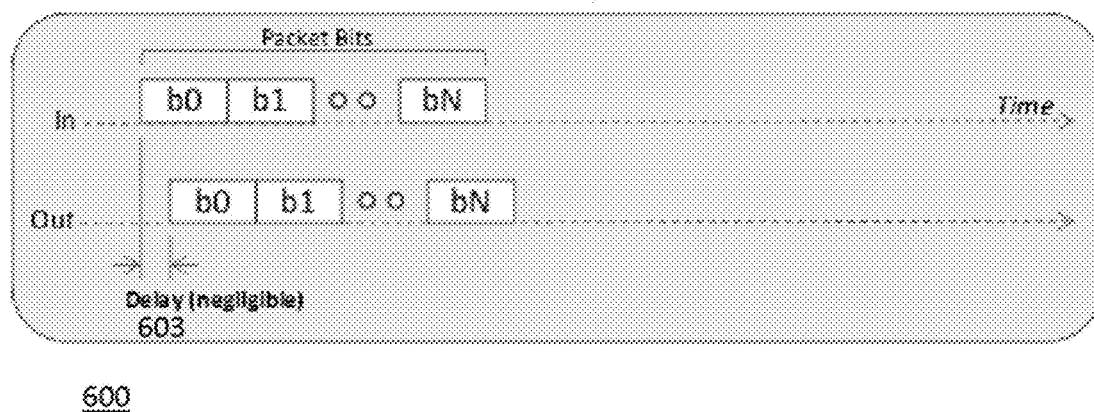 Packet Bits
b0 b1 bN
In Time
b0 b1 bN
Out
Delay (negligible)
603
600